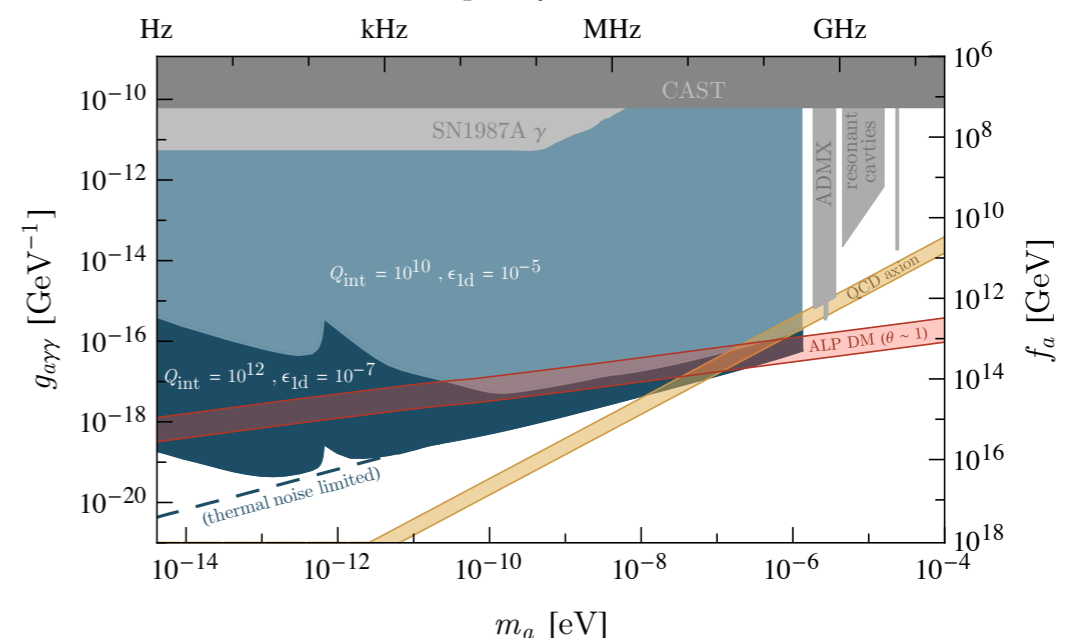 Hz kHz MHz GHz
CAST
SN1987A γ
ADMX
resonant
cavties
Q_int = 10^10 , ϵ_1d = 10^−5
Q_int = 10^12 , ϵ_1d = 10^−7
QCD axion
ALP DM (θ ~ 1)
(thermal noise limited)
g_aγγ [GeV^−1]
10^−10
10^−12
10^−14
10^−16
10^−18
10^−20
f_a [GeV]
10^6
10^8
10^10
10^12
10^14
10^16
10^18
10^−14 10^−12 10^−10 10^−8 10^−6 10^−4
m_a [eV]